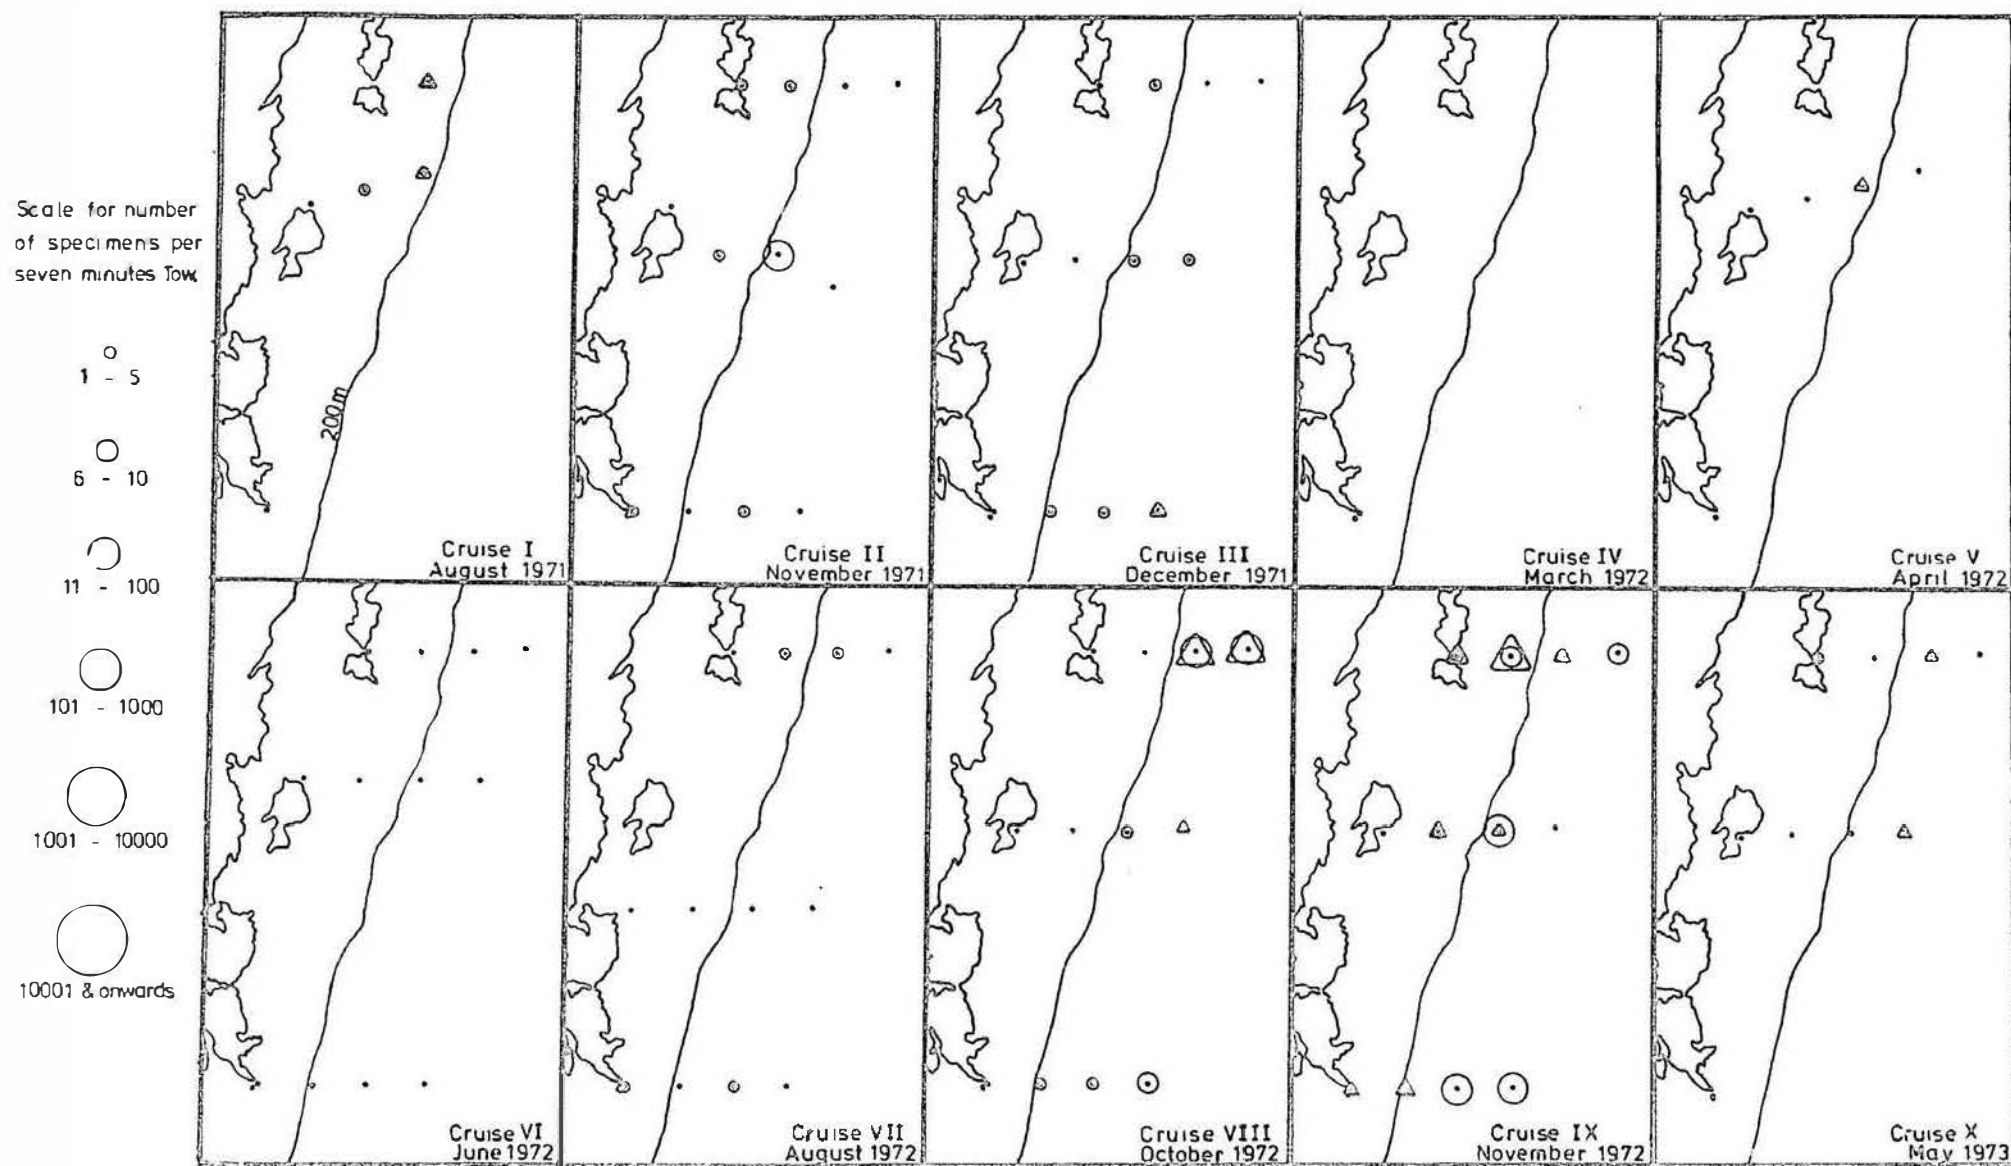 Scale for number
of specimens per
seven minutes Tow.
1 - 5
6 - 10
11 - 100
101 - 1000
1001 - 10000
10001 & onwards
200m
Cruise I
August 1971
Cruise II
November 1971
Cruise III
December 1971
Cruise IV
March 1972
Cruise V
April 1972
Cruise VI
June 1972
Cruise VII
August 1972
Cruise VIII
October 1972
Cruise IX
November 1972
Cruise X
May 1973